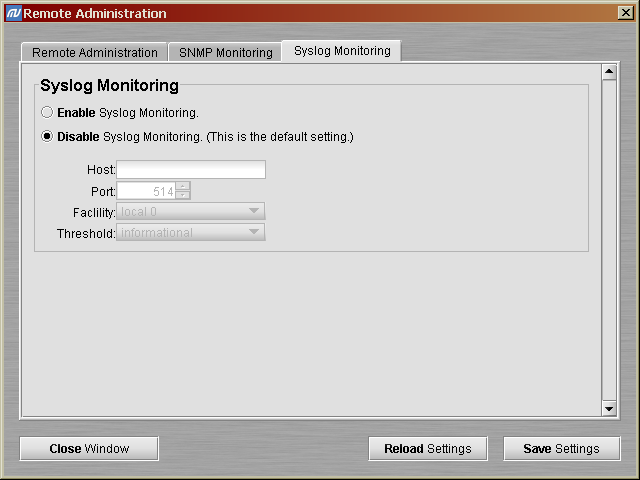 Remote Administration
Remote Administration SNMP Monitoring Syslog Monitoring
Syslog Monitoring
Enable Syslog Monitoring.
Disable Syslog Monitoring. (This is the default setting.)
Host:
Port: 514
Faclility: local 0
Threshold: informational
Close Window Reload Settings Save Settings